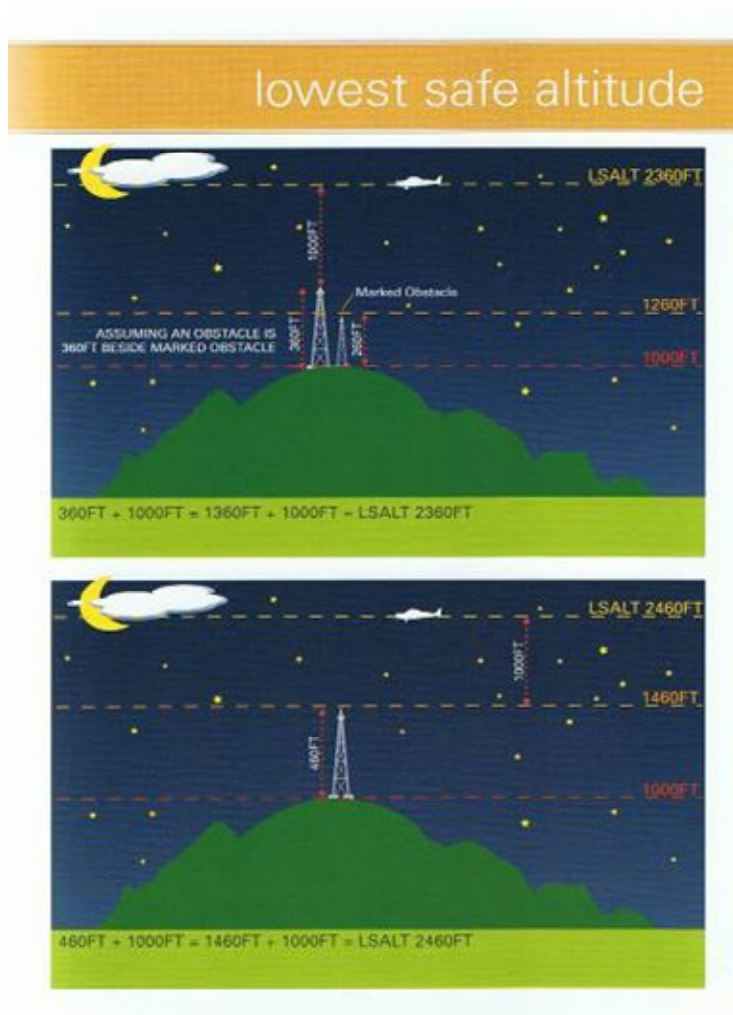 lowest safe altitude
LSALT 2360FT
1000FT
Marked Obstacle
1260FT
ASSUMING AN OBSTACLE IS
360FT BESIDE MARKED OBSTACLE
360FT
260FT
1000FT
360FT + 1000FT = 1360FT + 1000FT = LSALT 2360FT
LSALT 2460FT
1000FT
1460FT
460FT
1000FT
460FT + 1000FT = 1460FT + 1000FT = LSALT 2460FT